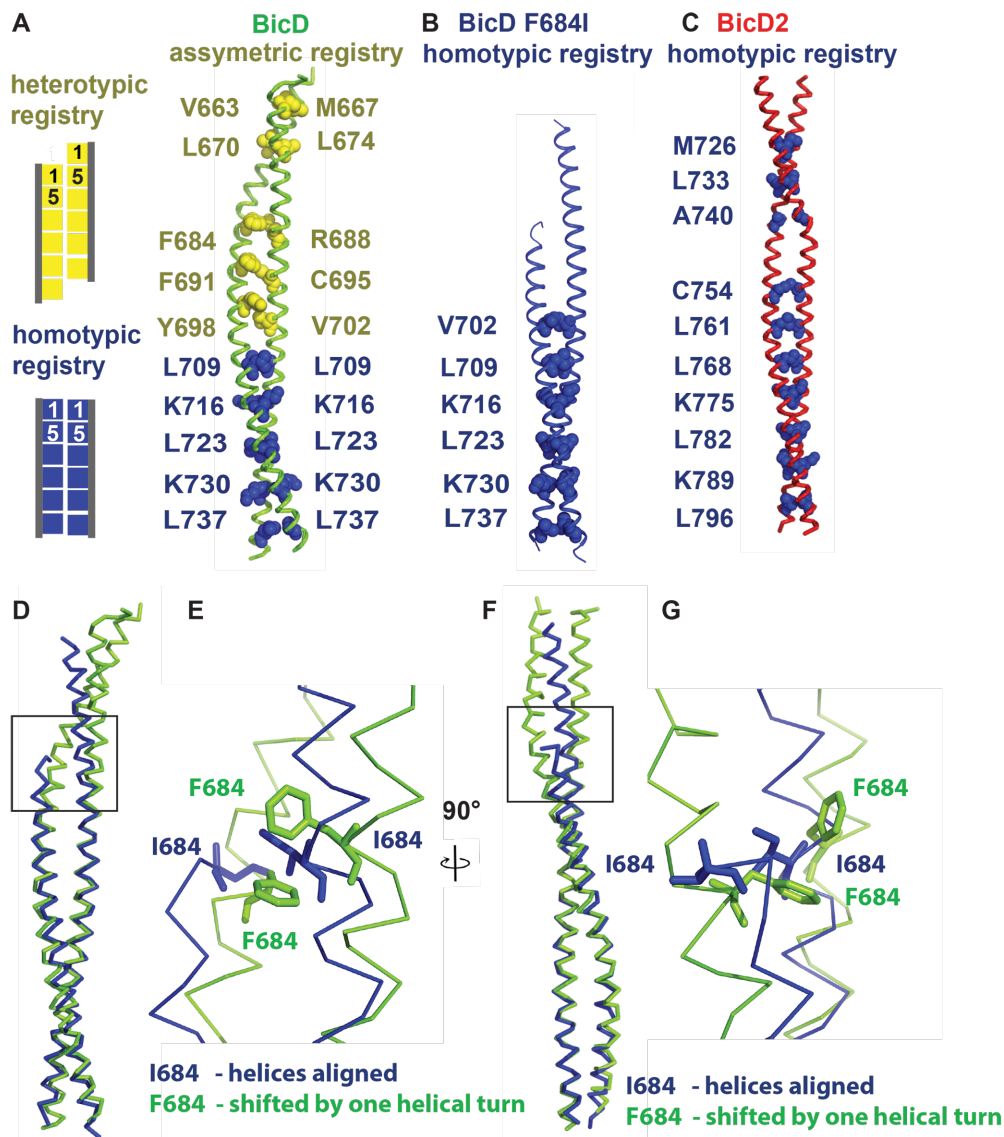 A
BicD
assymetric registry
heterotypic
registry
1
1
5
5
homotypic
registry
1 1
5 5
V663 M667
L670 L674
F684 R688
F691 C695
Y698 V702
L709 L709
K716 K716
L723 L723
K730 K730
L737 L737
B BicD F684I
homotypic registry
V702
L709
K716
L723
K730
L737
C BicD2
homotypic registry
M726
L733
A740
C754
L761
L768
K775
L782
K789
L796
D
E
F684
I684
I684
F684
90°
I684 - helices aligned
F684 - shifted by one helical turn
F
G
F684
I684
I684
F684
I684 - helices aligned
F684 - shifted by one helical turn